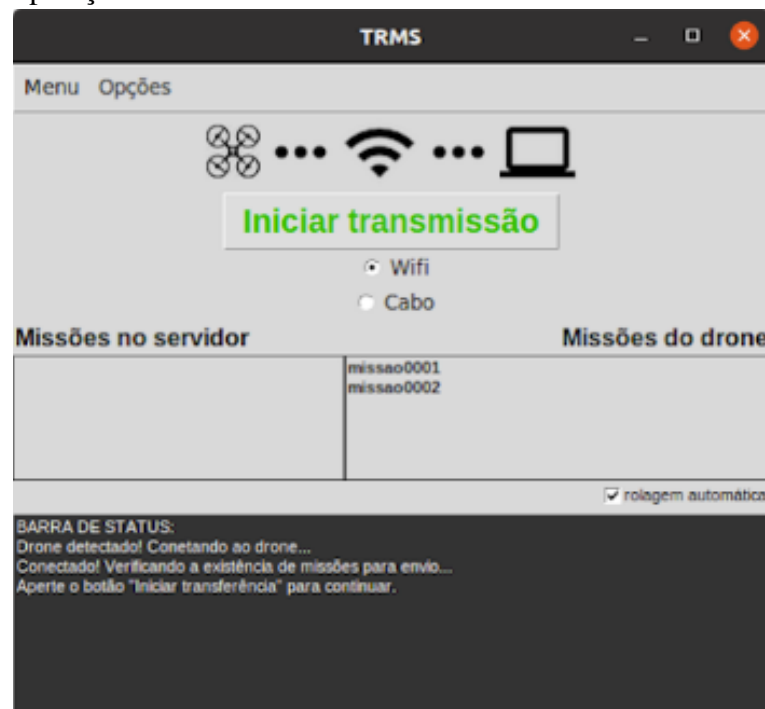 TRMS
Menu Opções
Iniciar transmissão
Wifi
Cabo
Missões no servidor Missões do drone
missao0001
missao0002
rolagem automática
BARRA DE STATUS:
Drone detectado! Conetando ao drone...
Conectado! Verificando a existência de missões para envio...
Aperte o botão "Iniciar transferência" para continuar.